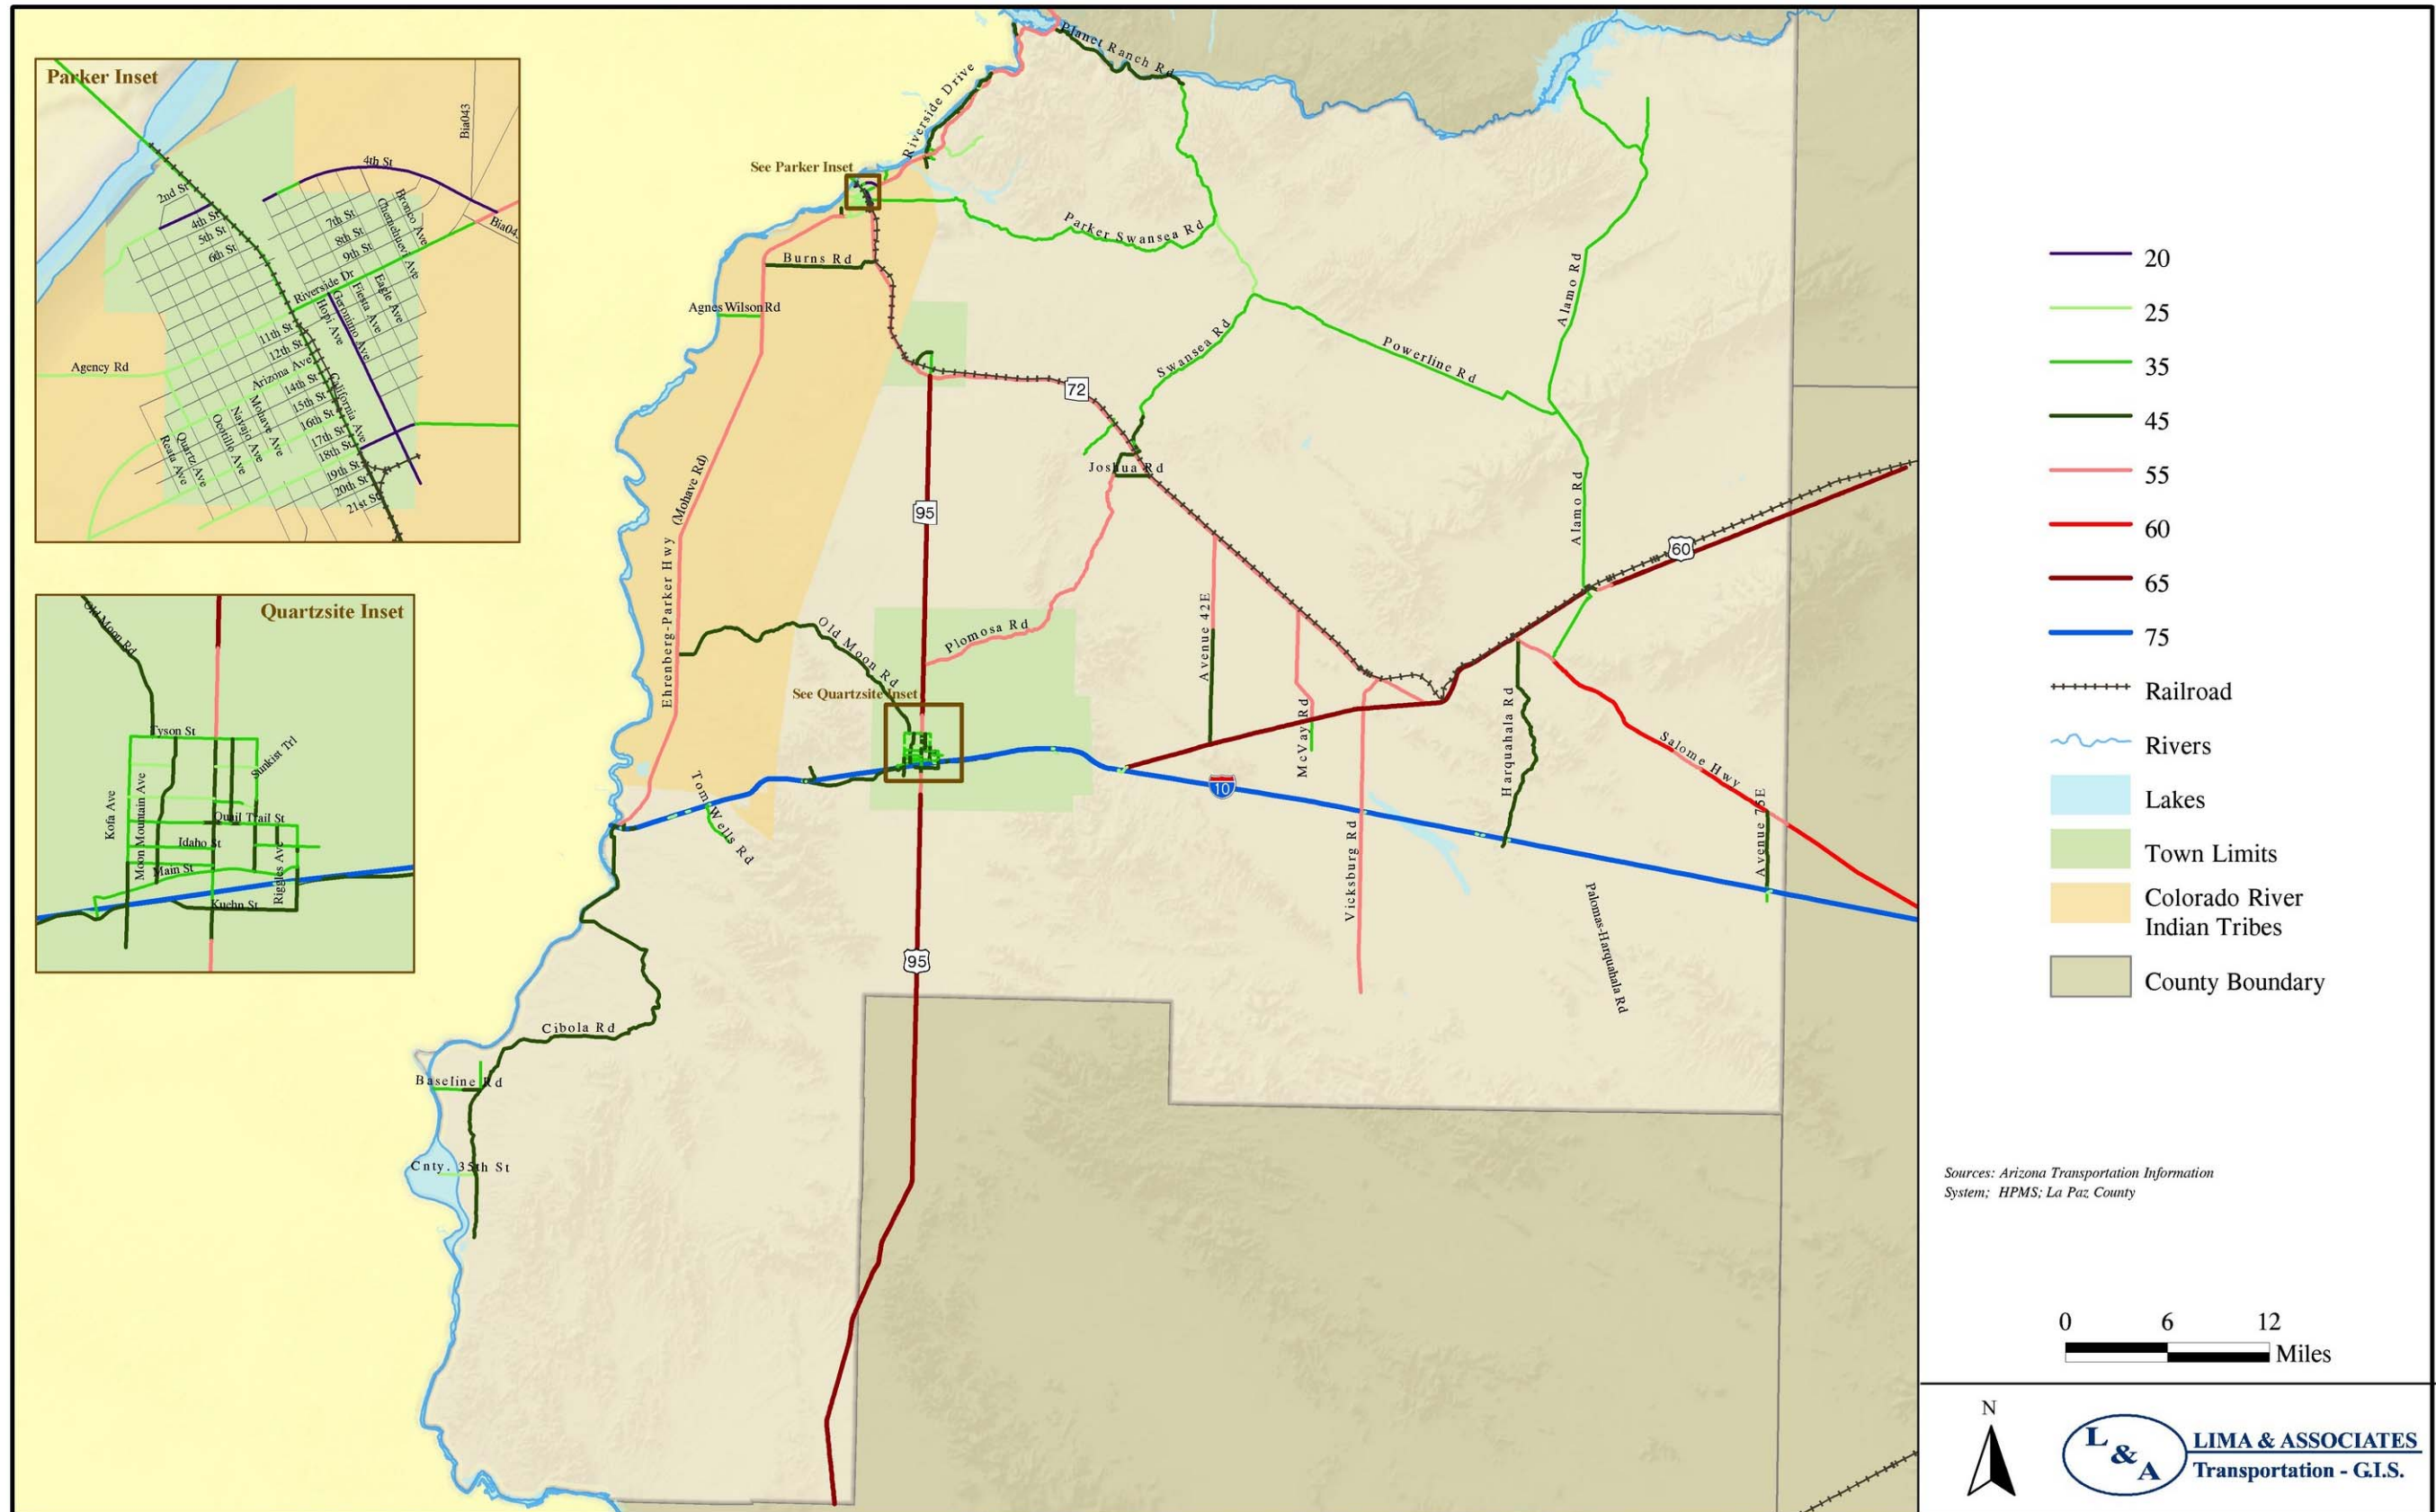 Parker Inset
Bia043
4th St
2nd St
4th St
5th St
6th St
7th St
8th St
9th St
Bronco Ave
Chemehuevi Ave
Riverside Dr
Eagle Ave
Fiesta Ave
Geronimo Ave
Hopi Ave
11th St
12th St
Arizona Ave
14th St
15th St
16th St
17th St
18th St
19th St
20th St
21st St
California Ave
Agency Rd
Mohave Ave
Navajo Ave
Ocotillo Ave
Quartz Ave
Reata Ave
Quartzsite Inset
Old Moon Rd
Tyson St
Sunkist Trl
Kofa Ave
Moon Mountain Ave
Quail Trail St
Idaho St
Main St
Riggles Ave
Kuehn St
Planet Ranch Rd
Riverside Drive
See Parker Inset
Parker Swansea Rd
Burns Rd
Agnes Wilson Rd
Alamo Rd
Swansea Rd
Powerline Rd
72
Joshua Rd
(Mohave Rd)
Ehrenberg-Parker Hwy
95
Alamo Rd
60
Avenue 42E
Old Moon Rd
Plomosa Rd
See Quartzsite Inset
McVay Rd
Harquahala Rd
Salome Hwy
Tom Wells Rd
10
Vicksburg Rd
Avenue 75E
Palomas-Harquahala Rd
95
Cibola Rd
Baseline Rd
Cnty. 35th St
20
25
35
45
55
60
65
75
Railroad
Rivers
Lakes
Town Limits
Colorado River
Indian Tribes
County Boundary
Sources: Arizona Transportation Information
System; HPMS; La Paz County
0 6 12
Miles
N
L & A
LIMA & ASSOCIATES
Transportation - G.I.S.